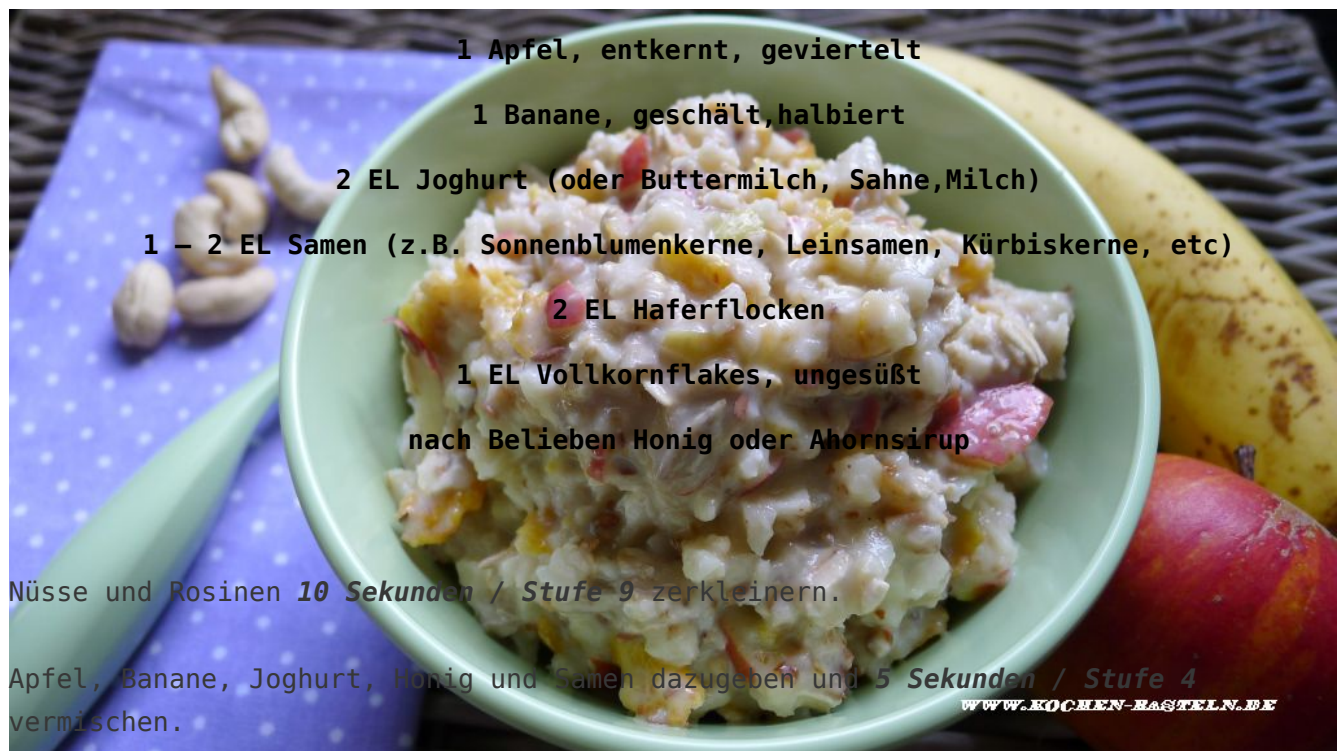 1 Apfel, entkernt, geviertelt
1 Banane, geschält,halbiert
2 EL Joghurt (oder Buttermilch, Sahne,Milch)
1 – 2 EL Samen (z.B. Sonnenblumenkerne, Leinsamen, Kürbiskerne, etc)
2 EL Haferflocken
1 EL Vollkornflakes, ungesüßt
nach Belieben Honig oder Ahornsirup
Nüsse und Rosinen 10 Sekunden / Stufe 9 zerkleinern.
Apfel, Banane, Joghurt, Honig und Samen dazugeben und 5 Sekunden / Stufe 4
vermischen.
WWW.KOCHEN-BASTELN.DE